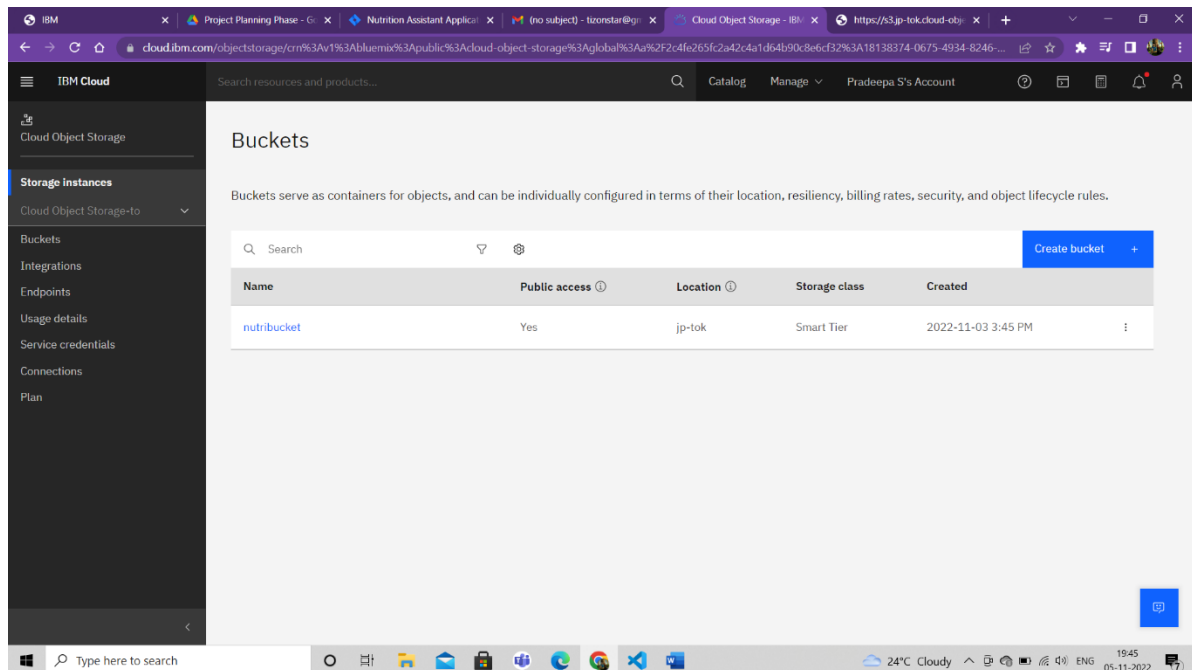 IBM
Project Planning Phase - Go
Nutrition Assistant Applicat
(no subject) - tizonstar@gm
Cloud Object Storage - IBM
https://s3.jp-tok.cloud-obje
cloud.ibm.com/objectstorage/crn%3Av1%3Abluemix%3Apublic%3Acloud-object-storage%3Aglobal%3Aa%2F2c4fe265fc2a42c4a1d64b90c8e6cf32%3A18138374-0675-4934-8246-...
IBM Cloud
Search resources and products...
Catalog
Manage
Pradeepa S's Account
Cloud Object Storage
Storage instances
Cloud Object Storage-to
Buckets
Integrations
Endpoints
Usage details
Service credentials
Connections
Plan
Buckets
Buckets serve as containers for objects, and can be individually configured in terms of their location, resiliency, billing rates, security, and object lifecycle rules.
Search
Create bucket +
Name Public access Location Storage class Created
nutribucket Yes jp-tok Smart Tier 2022-11-03 3:45 PM
Type here to search
24°C Cloudy
ENG
19:45
05-11-2022